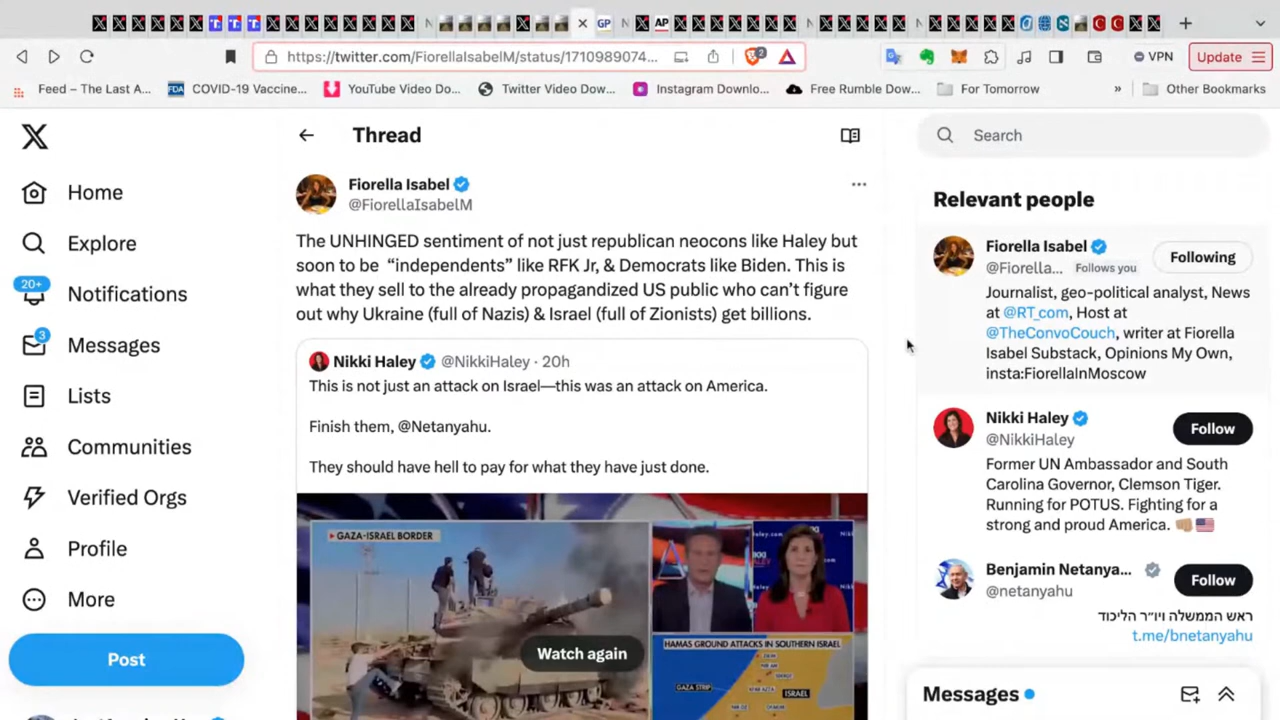 GP
AP
https://twitter.com/FiorellaIsabelM/status/1710989074...
2
VPN
Update
Feed – The Last A...
FDA
COVID-19 Vaccine...
YouTube Video Do...
Twitter Video Dow...
Instagram Downlo...
Free Rumble Dow...
For Tomorrow
»
Other Bookmarks
X
Home
Explore
20+
Notifications
3
Messages
Lists
Communities
Verified Orgs
Profile
More
Post
Thread
Fiorella Isabel
@FiorellaIsabelM
The UNHINGED sentiment of not just republican neocons like Haley but
soon to be “independents” like RFK Jr, & Democrats like Biden. This is
what they sell to the already propagandized US public who can’t figure
out why Ukraine (full of Nazis) & Israel (full of Zionists) get billions.
Nikki Haley @NikkiHaley · 20h
This is not just an attack on Israel—this was an attack on America.
Finish them, @Netanyahu.
They should have hell to pay for what they have just done.
GAZA-ISRAEL BORDER
HAMAS GROUND ATTACKS IN SOUTHERN ISRAEL
GAZA STRIP
ISRAEL
Watch again
Search
Relevant people
Fiorella Isabel
@Fiorella... Follows you
Following
Journalist, geo-political analyst, News
at @RT_com, Host at
@TheConvoCouch, writer at Fiorella
Isabel Substack, Opinions My Own,
insta:FiorellaInMoscow
Nikki Haley
@NikkiHaley
Follow
Former UN Ambassador and South
Carolina Governor, Clemson Tiger.
Running for POTUS. Fighting for a
strong and proud America.
Benjamin Netanya...
@netanyahu
Follow
ראש הממשלה ויו״ר הליכוד
t.me/bnetanyahu
Messages